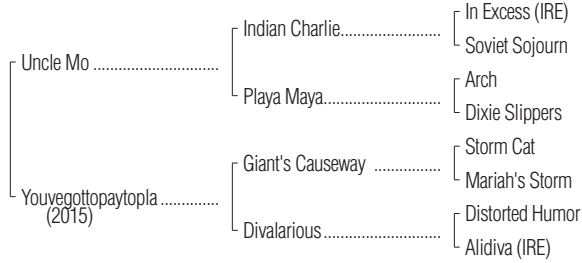 In Excess (IRE)
Indian Charlie....................
Soviet Sojourn
Uncle Mo .........................
Arch
Playa Maya........................
Dixie Slippers
Storm Cat
Giant's Causeway ..............
Mariah's Storm
Youvegottopaytopla ............
(2015)
Distorted Humor
Divalarious.........................
Alidiva (IRE)